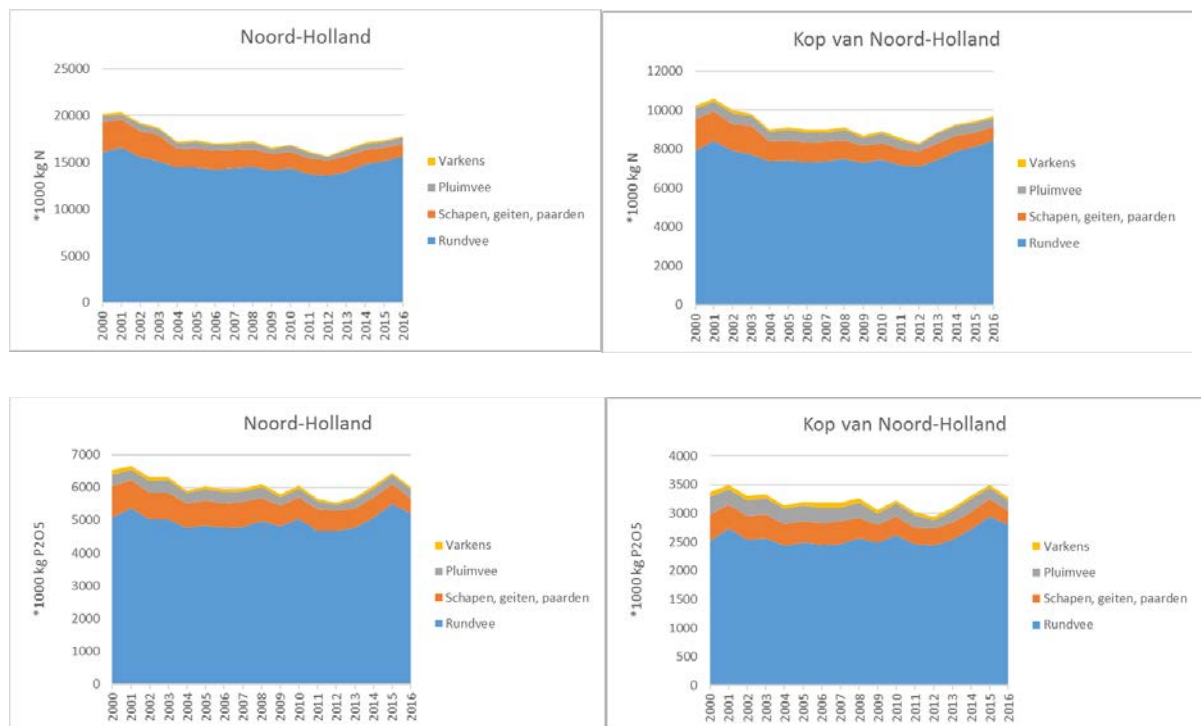 Noord-Holland
25000
20000
15000
10000
5000
0
*1000 kg N
2000 2001 2002 2003 2004 2005 2006 2007 2008 2009 2010 2011 2012 2013 2014 2015 2016
Varkens
Pluimvee
Schapen, geiten, paarden
Rundvee
Kop van Noord-Holland
12000
10000
8000
6000
4000
2000
0
*1000 kg N
2000 2001 2002 2003 2004 2005 2006 2007 2008 2009 2010 2011 2012 2013 2014 2015 2016
Varkens
Pluimvee
Schapen, geiten, paarden
Rundvee
Noord-Holland
7000
6000
5000
4000
3000
2000
1000
0
*1000 kg P2O5
2000 2001 2002 2003 2004 2005 2006 2007 2008 2009 2010 2011 2012 2013 2014 2015 2016
Varkens
Pluimvee
Schapen, geiten, paarden
Rundvee
Kop van Noord-Holland
4000
3500
3000
2500
2000
1500
1000
500
0
*1000 kg P2O5
2000 2001 2002 2003 2004 2005 2006 2007 2008 2009 2010 2011 2012 2013 2014 2015 2016
Varkens
Pluimvee
Schapen, geiten, paarden
Rundvee